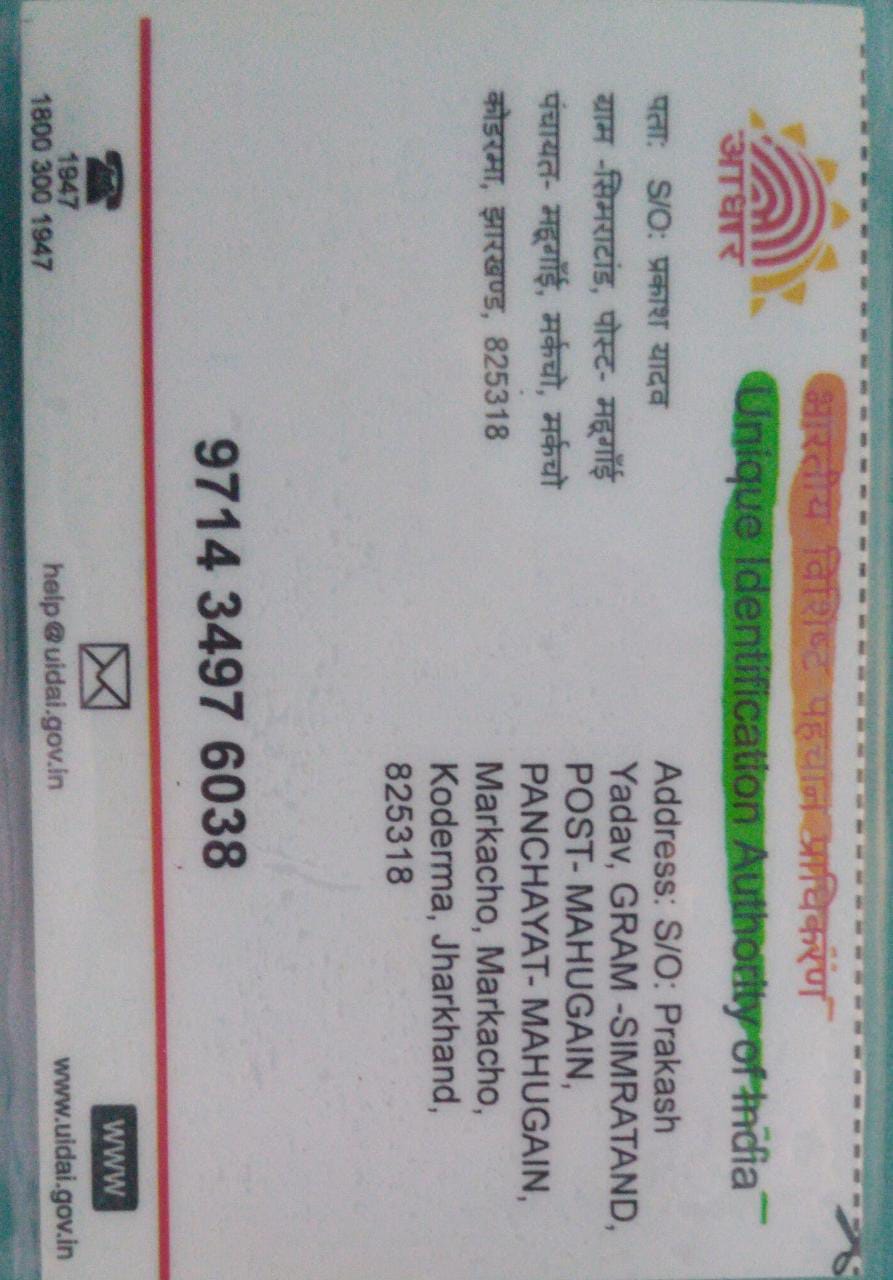 भारतीय विशिष्ट पहचान प्राधिकरण
Unique Identification Authority of India
आधार
पता: S/O: प्रकाश यादव
ग्राम -सिमराटांड, पोस्ट- महूगाँई
पंचायत- महूगाँई, मर्कचो, मर्कचो
कोडरमा, झारखण्ड, 825318
Address: S/O: Prakash
Yadav, GRAM -SIMRATAND,
POST- MAHUGAIN,
PANCHAYAT- MAHUGAIN,
Markacho, Markacho,
Koderma, Jharkhand,
825318
9714 3497 6038
1947
1800 300 1947
help@uidai.gov.in
www
www.uidai.gov.in